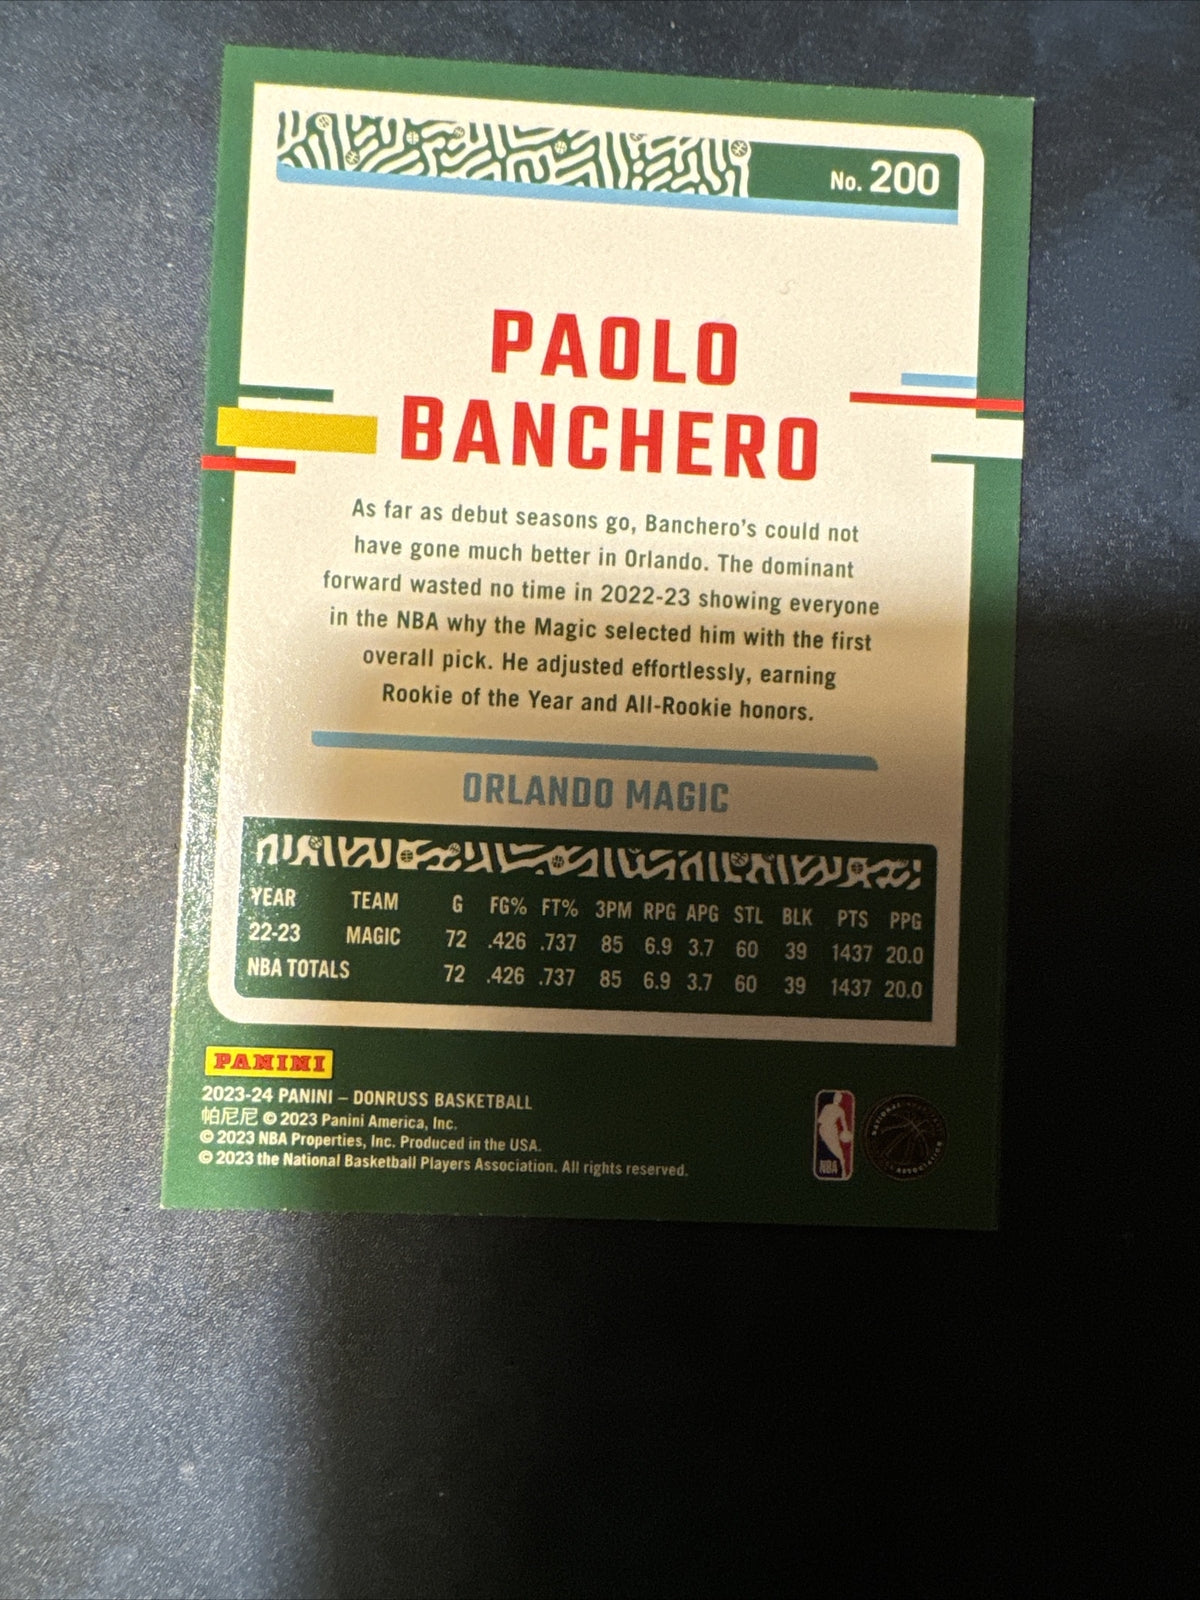 No. 200
PAOLO
BANCHERO
As far as debut seasons go, Banchero's could not
have gone much better in Orlando. The dominant
forward wasted no time in 2022-23 showing everyone
in the NBA why the Magic selected him with the first
overall pick. He adjusted effortlessly, earning
Rookie of the Year and All-Rookie honors.
ORLANDO MAGIC
YEAR TEAM G FG% FT% 3PM RPG APG STL BLK PTS PPG
22-23 MAGIC 72 .426 .737 85 6.9 3.7 60 39 1437 20.0
NBA TOTALS 72 .426 .737 85 6.9 3.7 60 39 1437 20.0
PANINI
2023-24 PANINI – DONRUSS BASKETBALL
帕尼尼 © 2023 Panini America, Inc.
© 2023 NBA Properties, Inc. Produced in the USA.
© 2023 the National Basketball Players Association. All rights reserved.
NBA